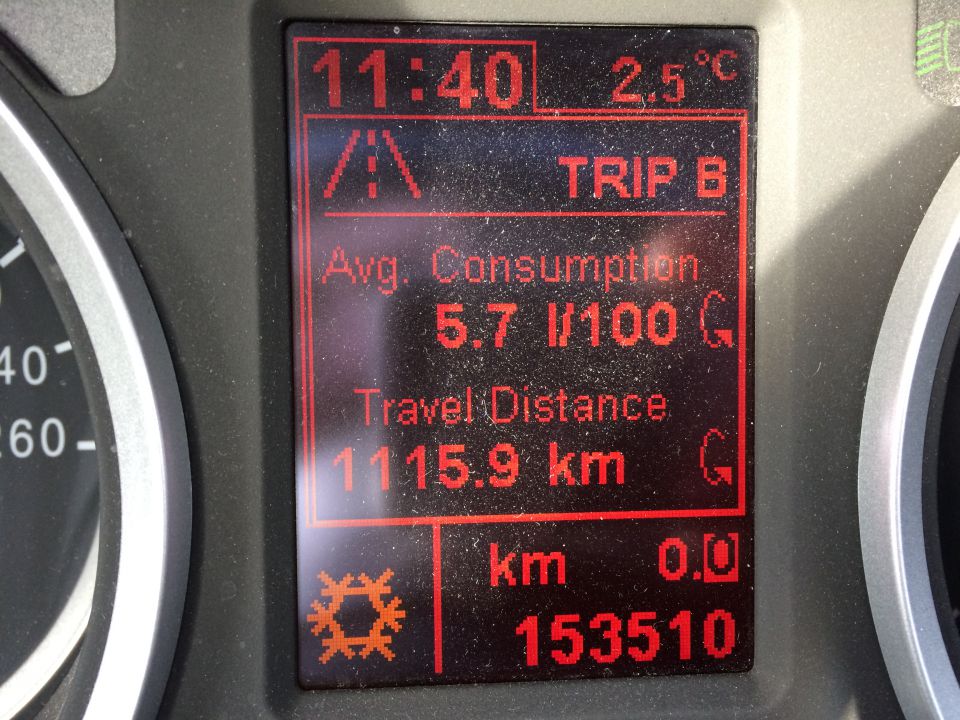 11:40 2.5 °C
TRIP B
Avg. Consumption
5.7 l/100
Travel Distance
1115.9 km
km 0.0
153510
40
260